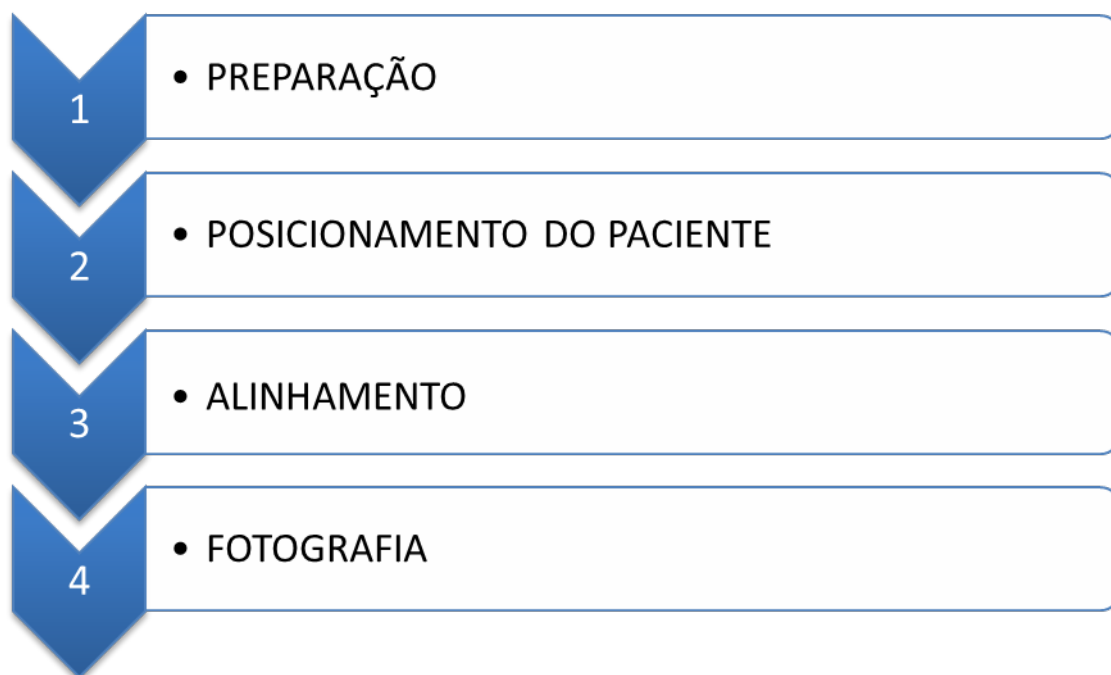 1
• PREPARAÇÃO
2
• POSICIONAMENTO DO PACIENTE
3
• ALINHAMENTO
4
• FOTOGRAFIA